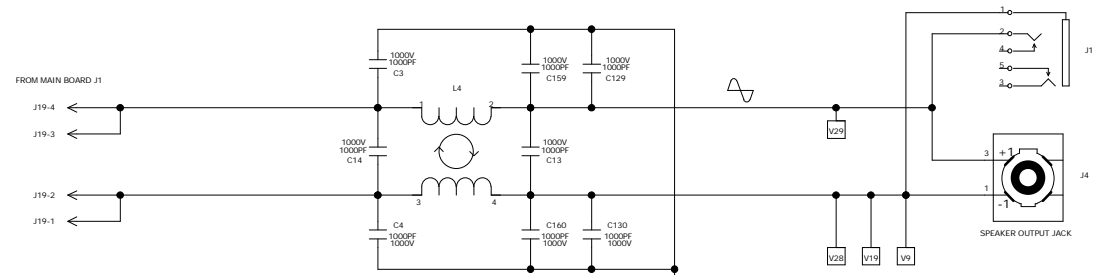 1
2
4
5
3
J1
FROM MAIN BOARD J1
1000V
1000PF
C3
1000V
1000PF
C159
1000V
1000PF
C129
L4
J19-4
1
2
J19-3
V29
1000V
1000PF
C14
1000V
1000PF
C13
3
+1
J4
J19-2
3
4
1
-1
J19-1
C4
1000PF
1000V
C160
1000PF
1000V
C130
1000PF
1000V
SPEAKER OUTPUT JACK
V28
V19
V9